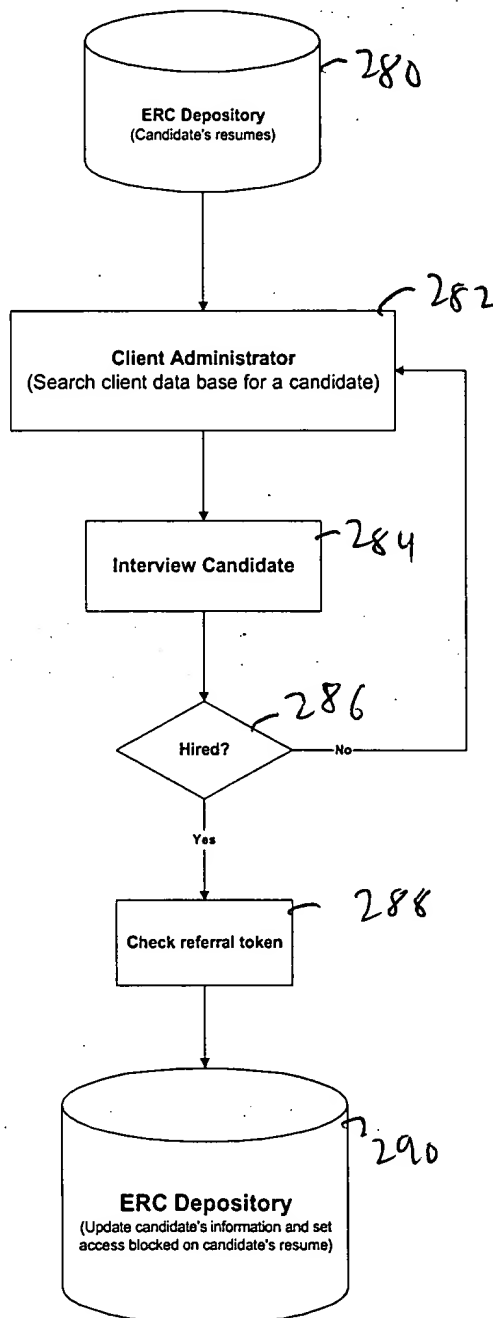 280
ERC Depository
(Candidate's resumes)
282
Client Administrator
(Search client data base for a candidate)
284
Interview Candidate
286
Hired?
No
Yes
288
Check referral token
290
ERC Depository
(Update candidate's information and set
access blocked on candidate's resume)